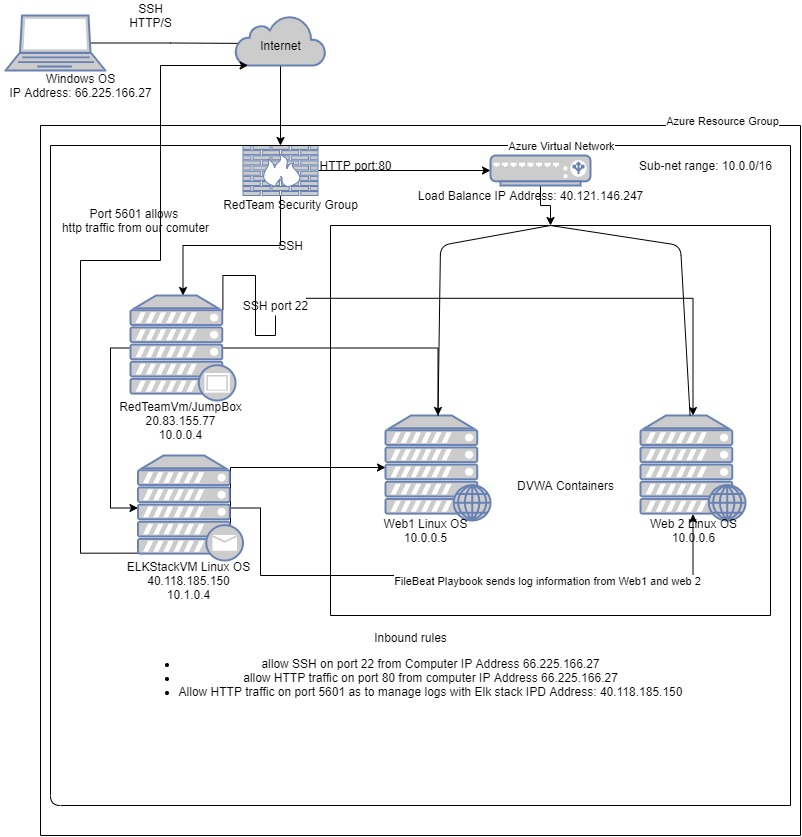 SSH
HTTP/S
Internet
Windows OS
IP Address: 66.225.166.27
Azure Resource Group
Azure Virtual Network
HTTP port:80
Sub-net range: 10.0.0/16
Load Balance IP Address: 40.121.146.247
RedTeam Security Group
Port 5601 allows
http traffic from our comuter
SSH
SSH port 22
RedTeamVm/JumpBox
20.83.155.77
10.0.0.4
DVWA Containers
Web1 Linux OS
10.0.0.5
Web 2 Linux OS
10.0.0.6
ELKStackVM Linux OS
40.118.185.150
10.1.0.4
FileBeat Playbook sends log information from Web1 and web 2
Inbound rules
• allow SSH on port 22 from Computer IP Address 66.225.166.27
• allow HTTP traffic on port 80 from computer IP Address 66.225.166.27
• Allow HTTP traffic on port 5601 as to manage logs with Elk stack IPD Address: 40.118.185.150